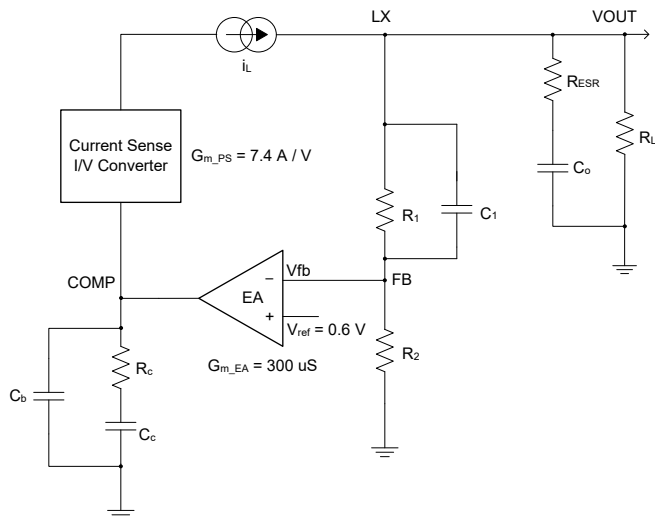 LX
VOUT
iL
RESR
RL
Current Sense
I/V Converter
Gm_PS = 7.4 A / V
Co
R1
C1
COMP
Vfb
FB
EA
−
+
Vref = 0.6 V
Gm_EA = 300 uS
R2
Rc
Cb
Cc